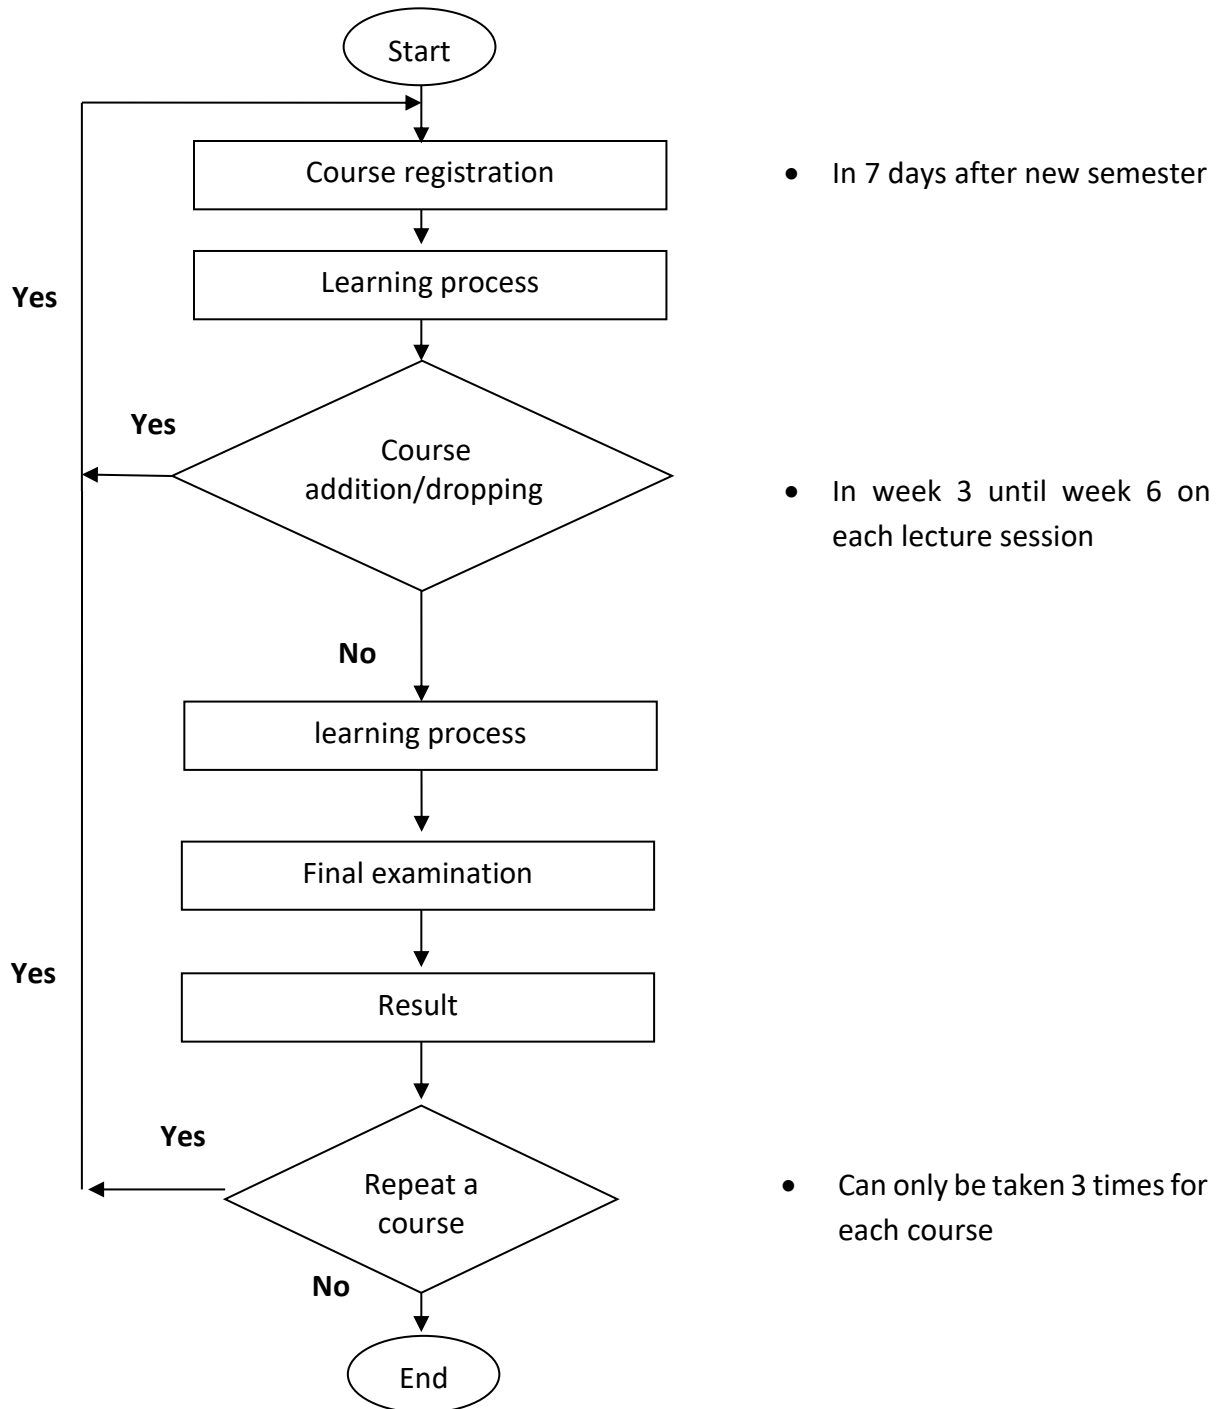 Start
Course registration
• In 7 days after new semester
Learning process
Yes
Yes
Course
addition/dropping
• In week 3 until week 6 on
each lecture session
No
learning process
Final examination
Yes
Result
Yes
Repeat a
course
• Can only be taken 3 times for
each course
No
End